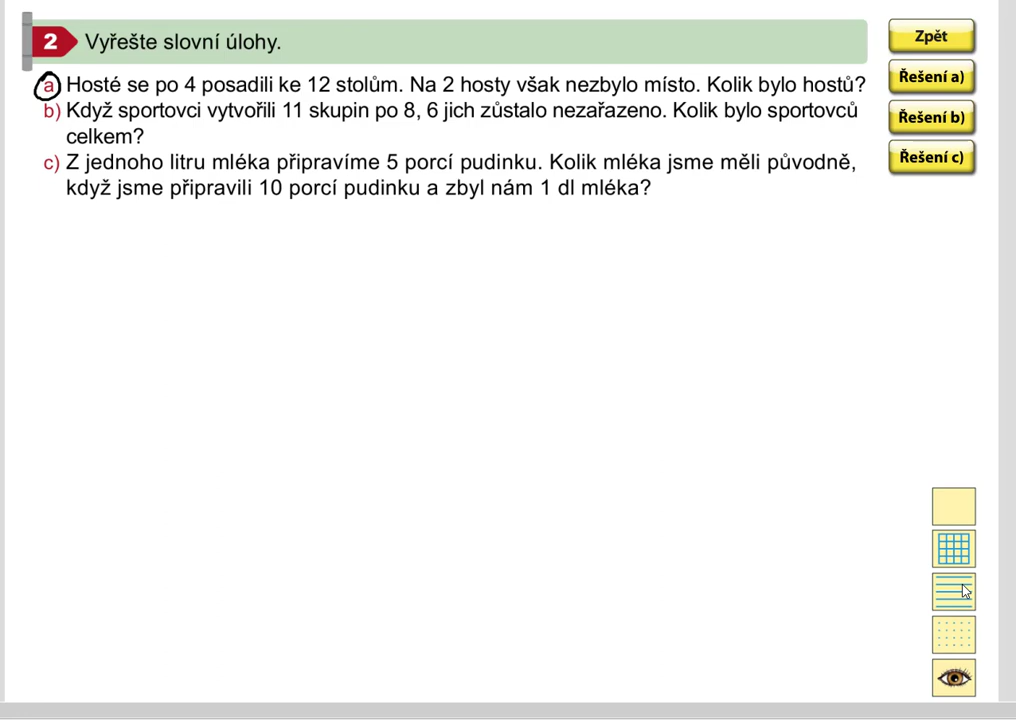 2 Vyřešte slovní úlohy.
Zpět
a) Hosté se po 4 posadili ke 12 stolům. Na 2 hosty však nezbylo místo. Kolik bylo hostů?
Řešení a)
b) Když sportovci vytvořili 11 skupin po 8, 6 jich zůstalo nezařazeno. Kolik bylo sportovců
celkem?
Řešení b)
c) Z jednoho litru mléka připravíme 5 porcí pudinku. Kolik mléka jsme měli původně,
když jsme připravili 10 porcí pudinku a zbyl nám 1 dl mléka?
Řešení c)